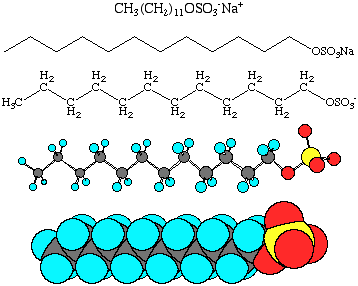 CH₃(CH₂)₁₁OSO₃⁻Na⁺
OSO₃Na
H₂ H₂ H₂ H₂ H₂ H₂
C C C C C C
H₃C C C C C C OSO₃⁻
H₂ H₂ H₂ H₂ H₂